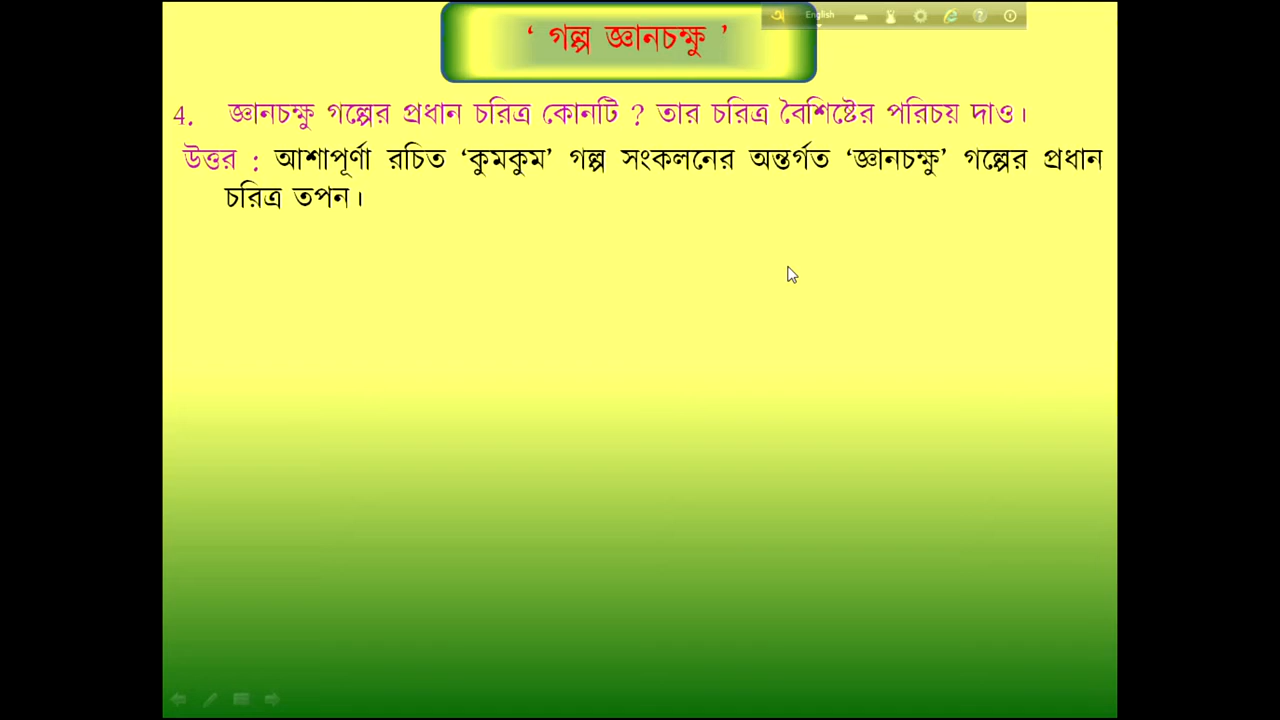 ‘ গল্প জ্ঞানচক্ষু ’
অ English
4. জ্ঞানচক্ষু গল্পের প্রধান চরিত্র কোনটি ? তার চরিত্র বৈশিষ্টের পরিচয় দাও।
উত্তর : আশাপূর্ণা রচিত ‘কুমকুম’ গল্প সংকলনের অন্তর্গত ‘জ্ঞানচক্ষু’ গল্পের প্রধান
চরিত্র তপন।